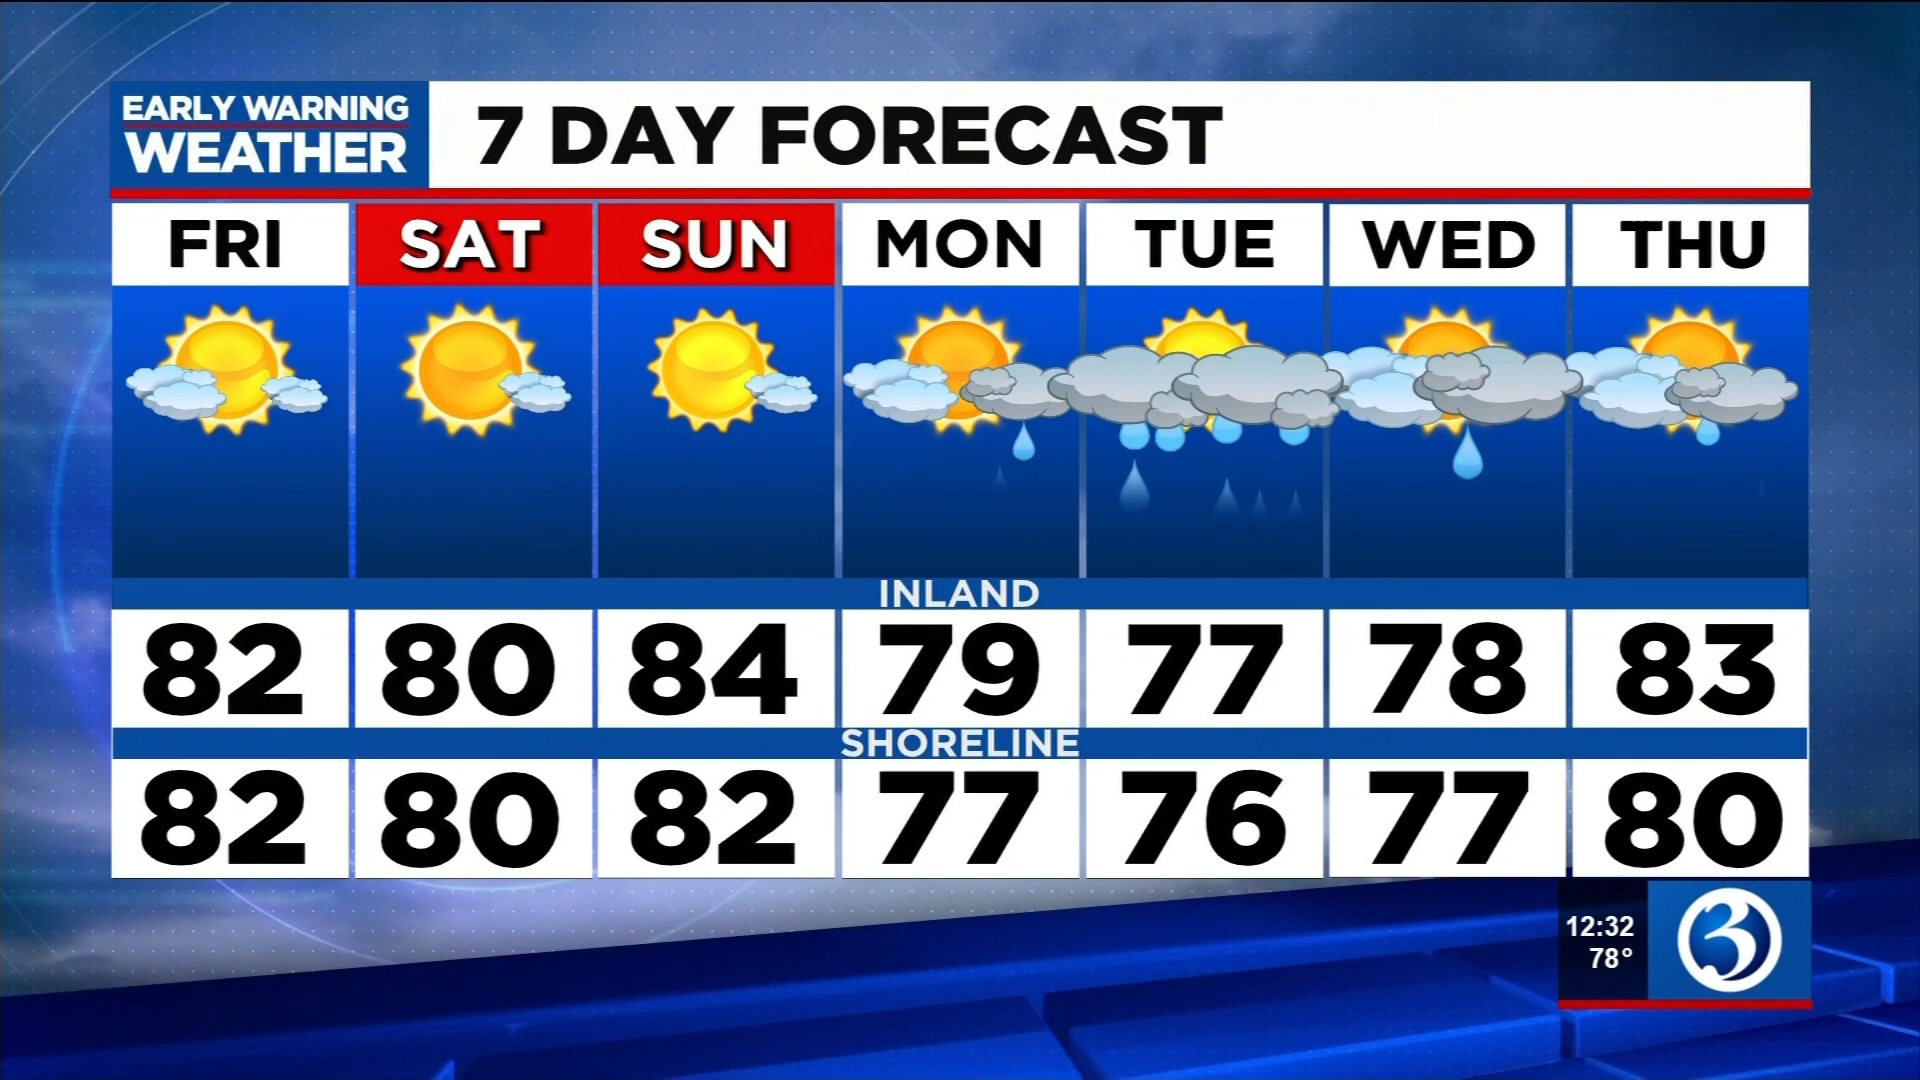 EARLY WARNING
WEATHER
7 DAY FORECAST
FRI SAT SUN MON TUE WED THU
INLAND
82 80 84 79 77 78 83
SHORELINE
82 80 82 77 76 77 80
12:32
78°
3